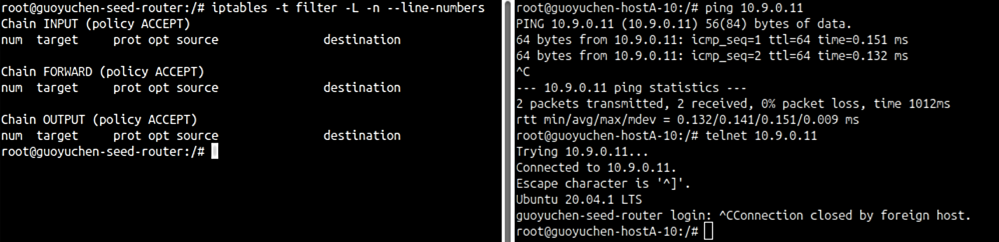 root@guoyuchen-seed-router:/# iptables -t filter -L -n --line-numbers
Chain INPUT (policy ACCEPT)
num  target     prot opt source               destination
Chain FORWARD (policy ACCEPT)
num  target     prot opt source               destination
Chain OUTPUT (policy ACCEPT)
num  target     prot opt source               destination
root@guoyuchen-seed-router:/#
root@guoyuchen-hostA-10:/# ping 10.9.0.11
PING 10.9.0.11 (10.9.0.11) 56(84) bytes of data.
64 bytes from 10.9.0.11: icmp_seq=1 ttl=64 time=0.151 ms
64 bytes from 10.9.0.11: icmp_seq=2 ttl=64 time=0.132 ms
^C
--- 10.9.0.11 ping statistics ---
2 packets transmitted, 2 received, 0% packet loss, time 1012ms
rtt min/avg/max/mdev = 0.132/0.141/0.151/0.009 ms
root@guoyuchen-hostA-10:/# telnet 10.9.0.11
Trying 10.9.0.11...
Connected to 10.9.0.11.
Escape character is '^]'.
Ubuntu 20.04.1 LTS
guoyuchen-seed-router login: ^CConnection closed by foreign host.
root@guoyuchen-hostA-10:/#